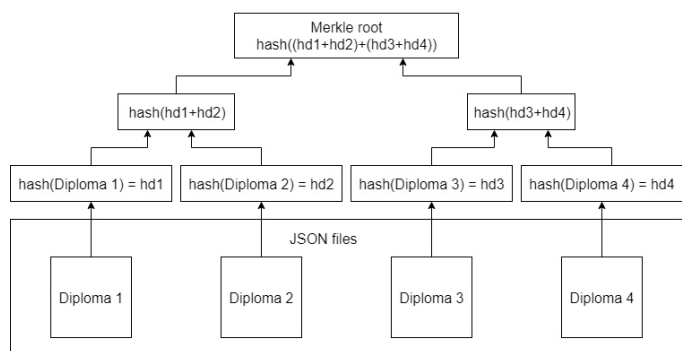 Merkle root
hash((hd1+hd2)+(hd3+hd4))
hash(hd1+hd2)
hash(hd3+hd4)
hash(Diploma 1) = hd1
hash(Diploma 2) = hd2
hash(Diploma 3) = hd3
hash(Diploma 4) = hd4
JSON files
Diploma 1
Diploma 2
Diploma 3
Diploma 4